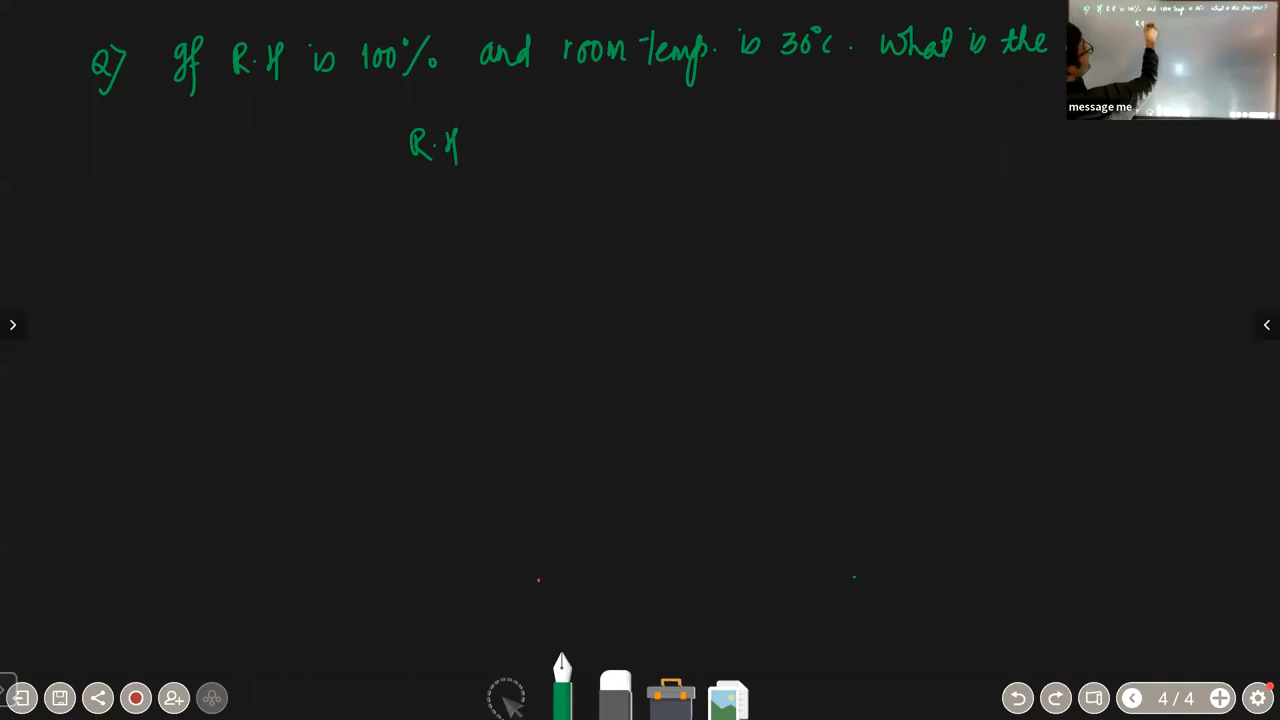 Q) If R.H is 100% and room Temp. is 30°C. What is the
R.H
message me
4/4